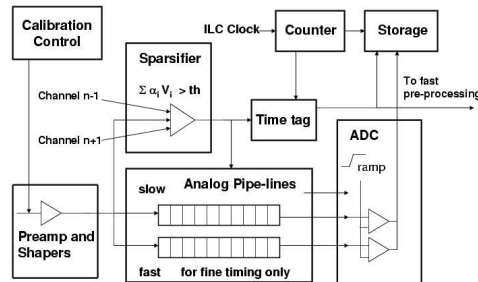 Calibration
Control
Sparsifier
Σ αi Vi > th
Channel n-1
Channel n+1
ILC Clock
Counter
Storage
To fast
pre-processing
Time tag
ADC
ramp
Preamp and
Shapers
slow Analog Pipe-lines
fast for fine timing only